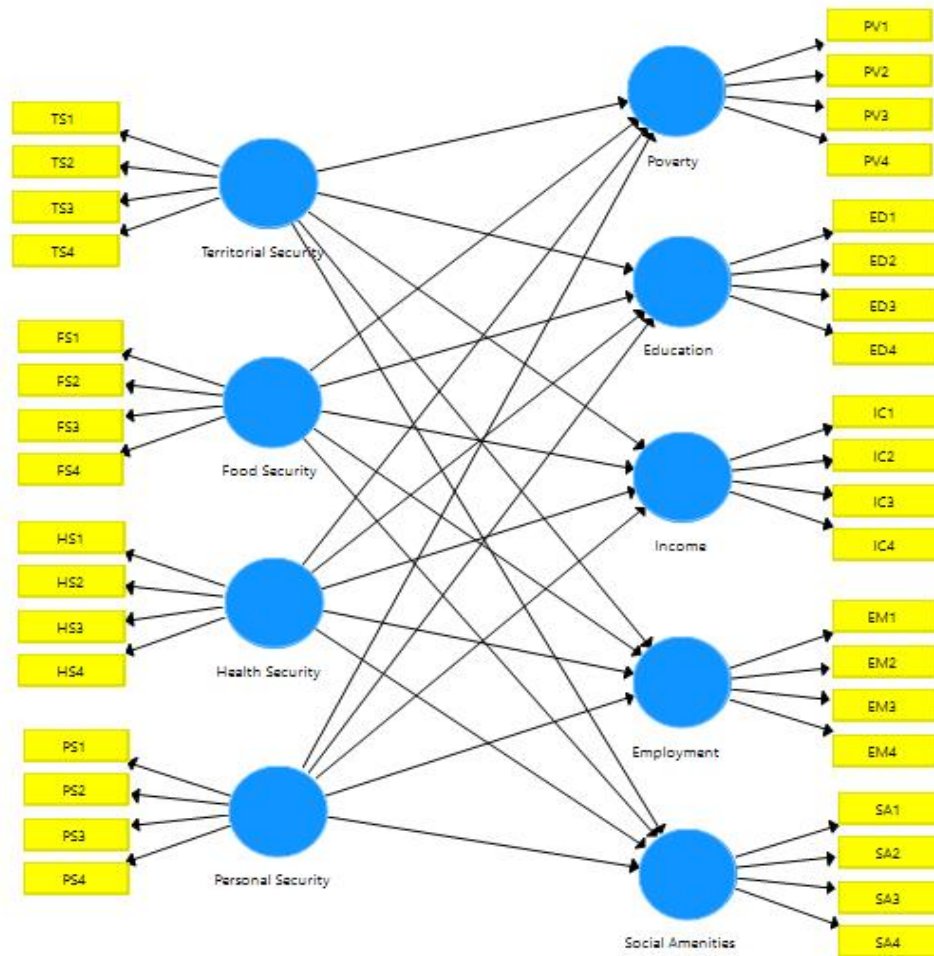 TS1
TS2
TS3
TS4
Territorial Security
FS1
FS2
FS3
FS4
Food Security
HS1
HS2
HS3
HS4
Health Security
PS1
PS2
PS3
PS4
Personal Security
PV1
PV2
PV3
PV4
Poverty
ED1
ED2
ED3
ED4
Education
IC1
IC2
IC3
IC4
Income
EM1
EM2
EM3
EM4
Employment
SA1
SA2
SA3
SA4
Social Amenities